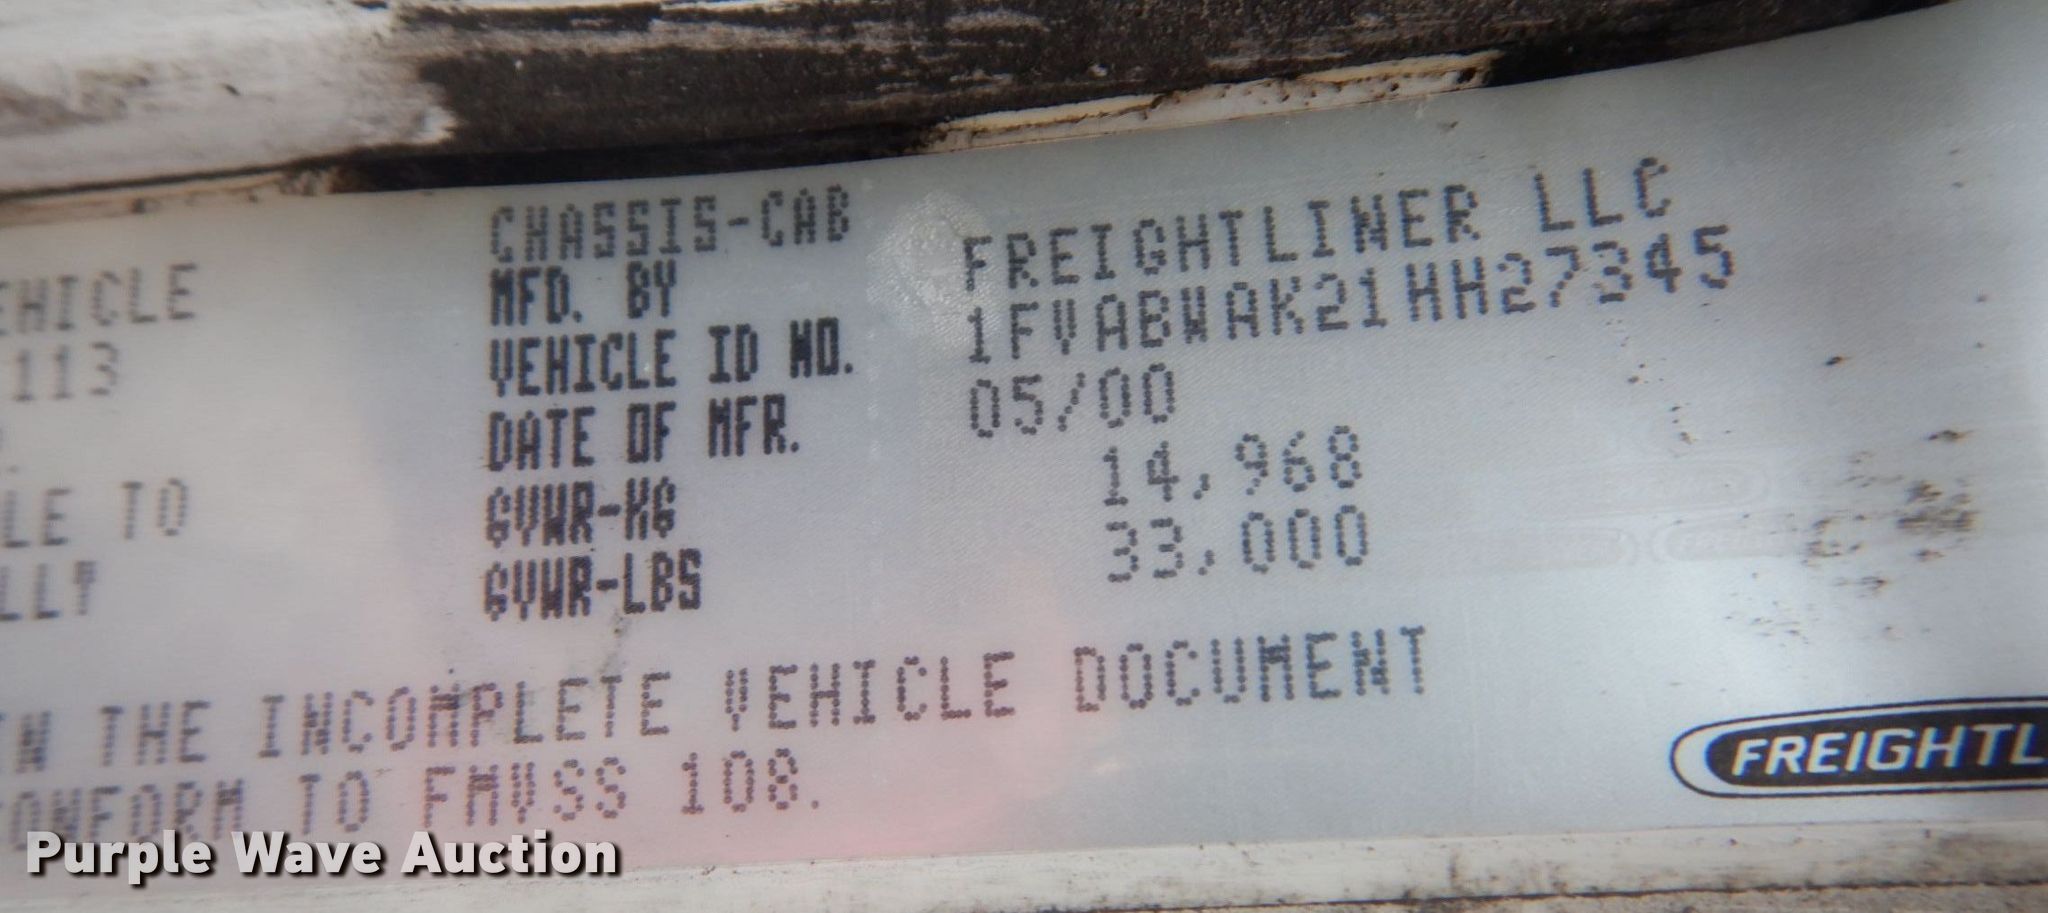 CHASSIS-CAB
MFD. BY FREIGHTLINER LLC
VEHICLE ID NO. 1FVABWAK21HH27345
DATE OF MFR. 05/00
GVWR-KG 14,968
GVWR-LBS 33,000
EHICLE
113
LE TO
LLY
IN THE INCOMPLETE VEHICLE DOCUMENT
CONFORM TO FMVSS 108.
FREIGHTL
Purple Wave Auction